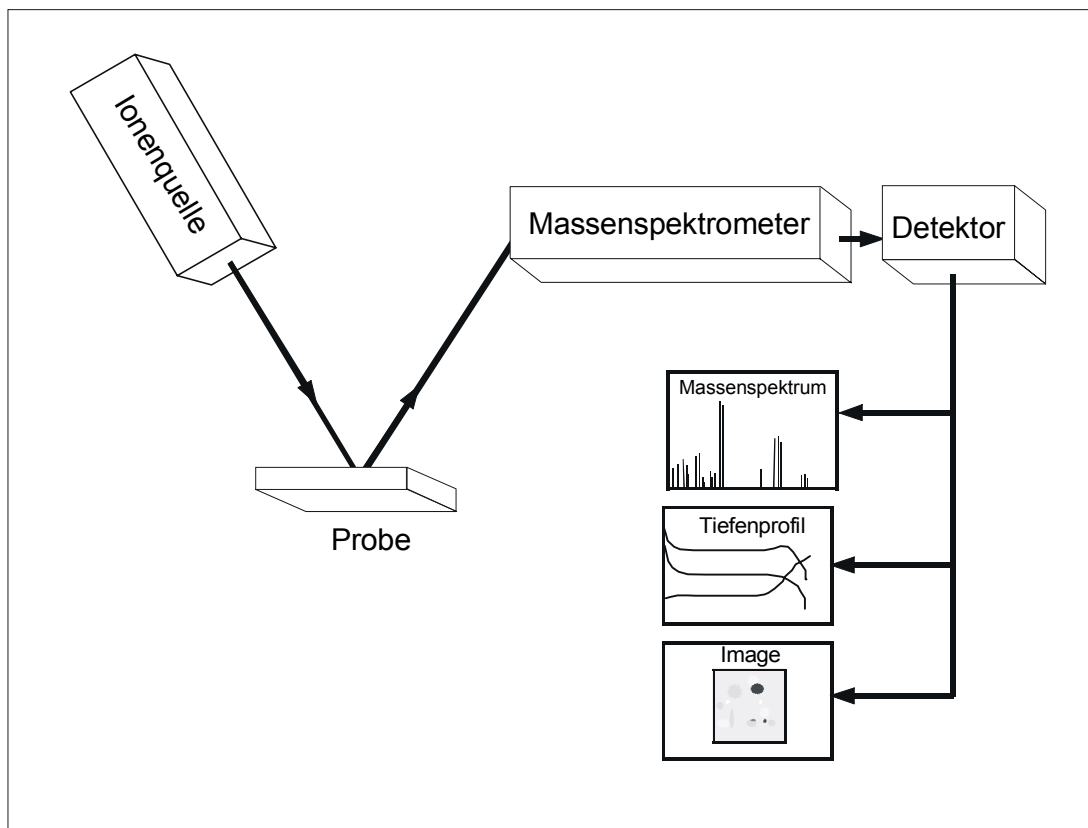 Ionenquelle
Massenspektrometer
Detektor
Probe
Massenspektrum
Tiefenprofil
Image